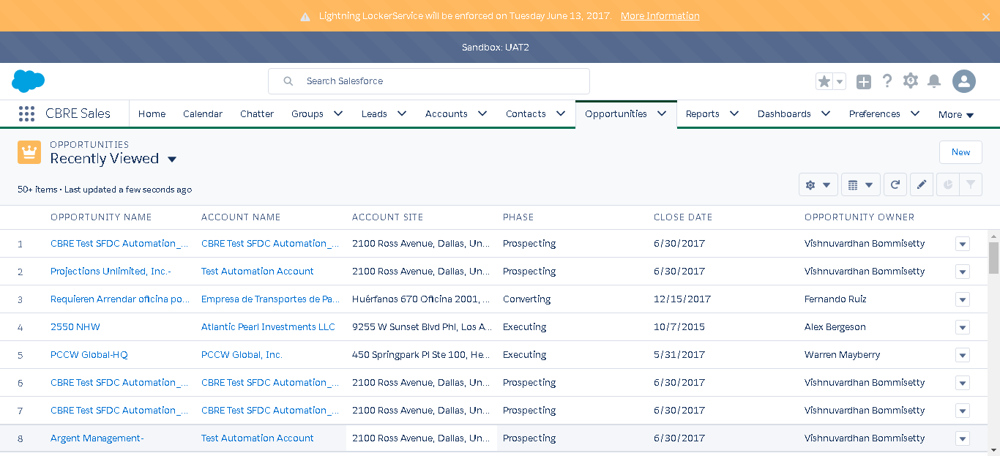 Lightning LockerService will be enforced on Tuesday June 13, 2017. More Information
Sandbox: UAT2
Search Salesforce
CBRE Sales Home Calendar Chatter Groups Leads Accounts Contacts Opportunities Reports Dashboards Preferences More
OPPORTUNITIES
Recently Viewed
New
50+ items • Last updated a few seconds ago
OPPORTUNITY NAME ACCOUNT NAME ACCOUNT SITE PHASE CLOSE DATE OPPORTUNITY OWNER
1 CBRE Test SFDC Automation_... CBRE Test SFDC Automation_... 2100 Ross Avenue, Dallas, Un... Prospecting 6/30/2017 Vishnuvardhan Bommisetty
2 Projections Unlimited, Inc.- Test Automation Account 2100 Ross Avenue, Dallas, Un... Prospecting 6/30/2017 Vishnuvardhan Bommisetty
3 Requieren Arrendar oficina po... Empresa de Transportes de Pa... Huérfanos 670 Oficina 2001, ... Converting 12/15/2017 Fernando Ruiz
4 2550 NHW Atlantic Pearl Investments LLC 9255 W Sunset Blvd Phl, Los A... Executing 10/7/2015 Alex Bergeson
5 PCCW Global-HQ PCCW Global, Inc. 450 Springpark Pl Ste 100, He... Executing 5/31/2017 Warren Mayberry
6 CBRE Test SFDC Automation_... CBRE Test SFDC Automation_... 2100 Ross Avenue, Dallas, Un... Prospecting 6/30/2017 Vishnuvardhan Bommisetty
7 CBRE Test SFDC Automation_... CBRE Test SFDC Automation_... 2100 Ross Avenue, Dallas, Un... Prospecting 6/30/2017 Vishnuvardhan Bommisetty
8 Argent Management- Test Automation Account 2100 Ross Avenue, Dallas, Un... Prospecting 6/30/2017 Vishnuvardhan Bommisetty